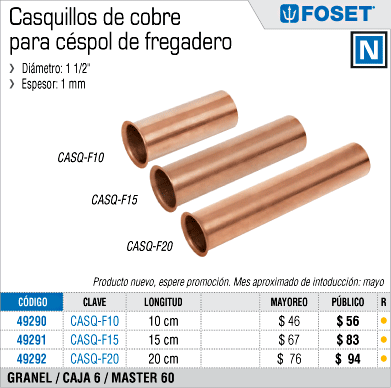 Casquillos de cobre
para céspol de fregadero
FOSET®
N
Diámetro: 1 1/2"
Espesor: 1 mm
CASQ-F10
CASQ-F15
CASQ-F20
Producto nuevo, espere promoción. Mes aproximado de intoducción: mayo
CÓDIGO CLAVE LONGITUD MAYOREO PÚBLICO R
49290 CASQ-F10 10 cm $ 46 $ 56
49291 CASQ-F15 15 cm $ 67 $ 83
49292 CASQ-F20 20 cm $ 76 $ 94
GRANEL / CAJA 6 / MASTER 60